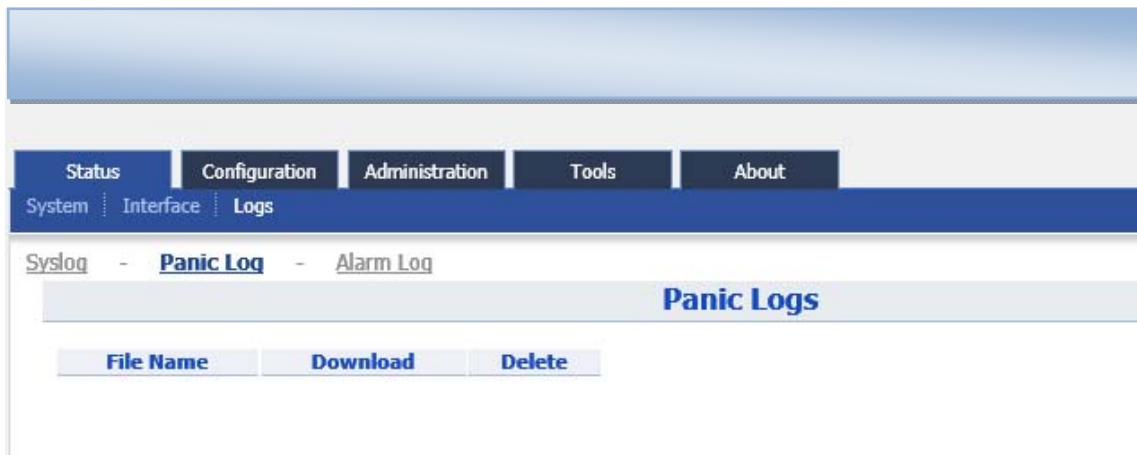 Status Configuration Administration Tools About
System Interface Logs
Syslog - Panic Log - Alarm Log
Panic Logs
File Name Download Delete